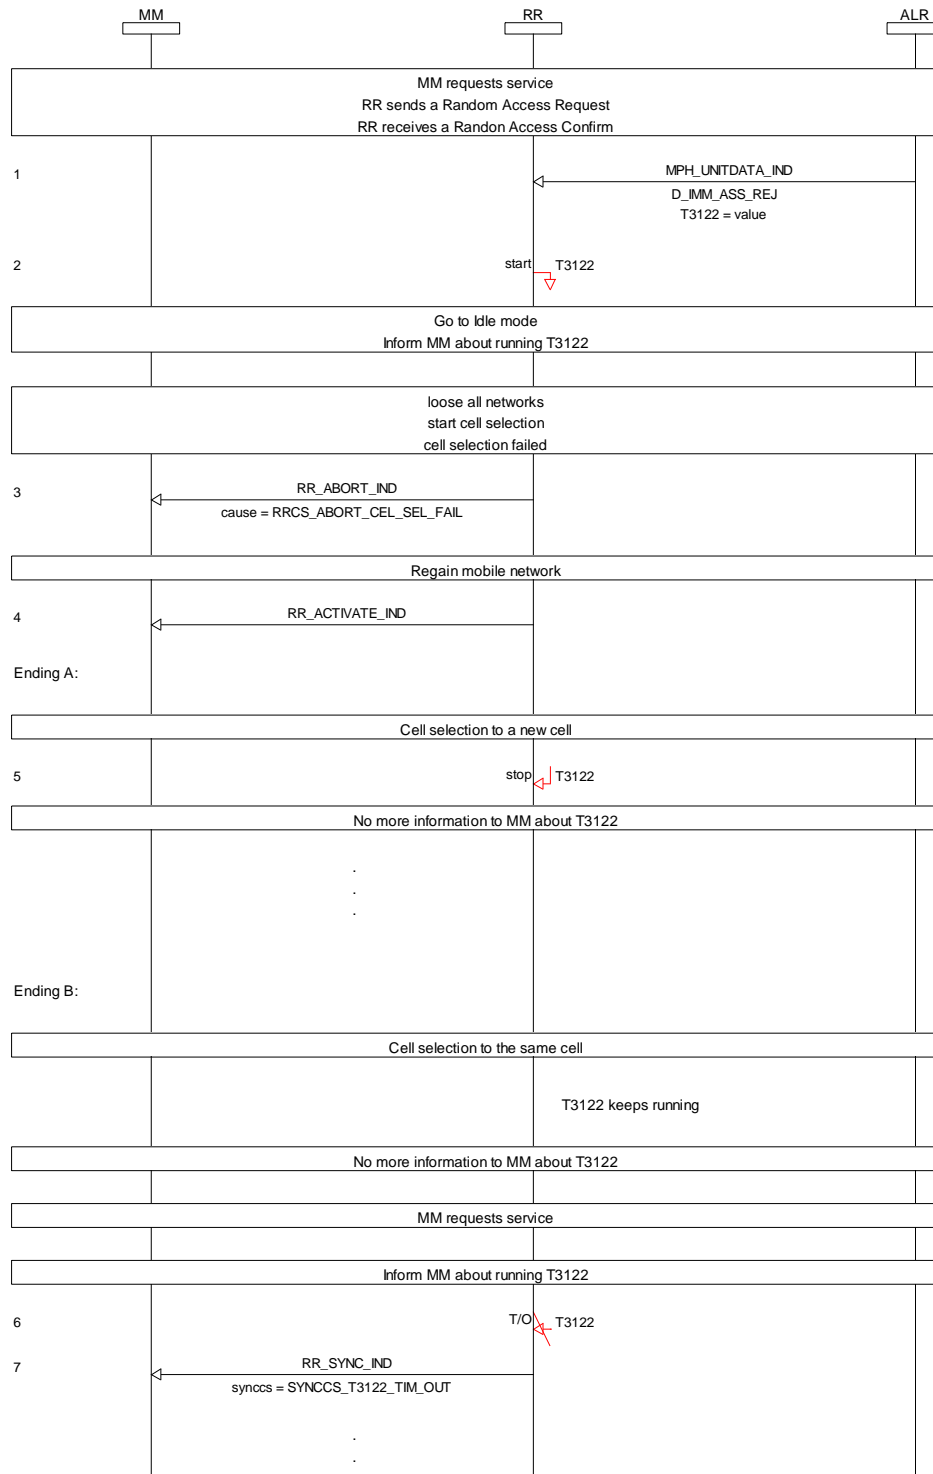 MM RR ALR
MM requests service
RR sends a Random Access Request
RR receives a Randon Access Confirm
1 MPH_UNITDATA_IND
D_IMM_ASS_REJ
T3122 = value
2 start T3122
Go to Idle mode
Inform MM about running T3122
loose all networks
start cell selection
cell selection failed
3 RR_ABORT_IND
cause = RRCS_ABORT_CEL_SEL_FAIL
Regain mobile network
4 RR_ACTIVATE_IND
Ending A:
Cell selection to a new cell
5 stop T3122
No more information to MM about T3122
.
.
.
Ending B:
Cell selection to the same cell
T3122 keeps running
No more information to MM about T3122
MM requests service
Inform MM about running T3122
6 T/O T3122
7 RR_SYNC_IND
synccs = SYNCCS_T3122_TIM_OUT
.
.